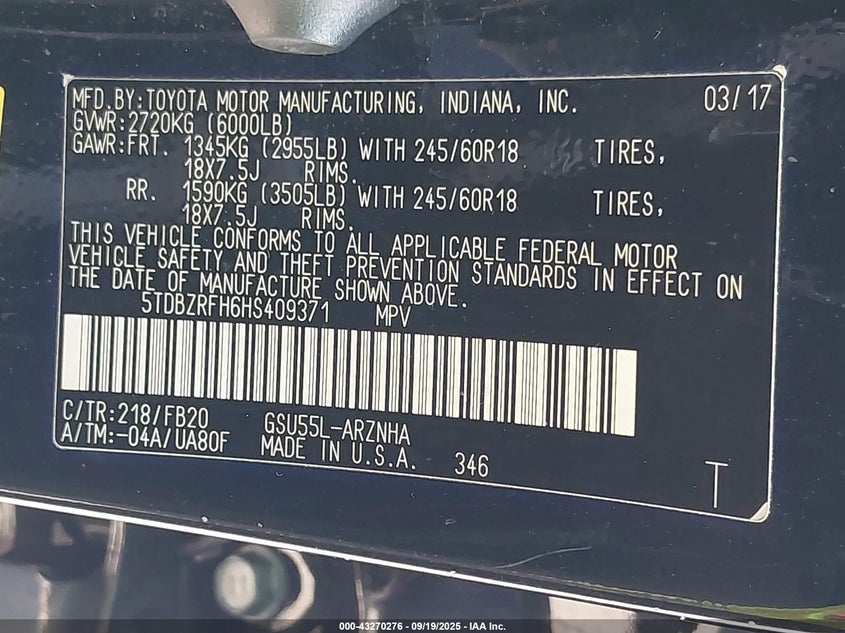 MFD.BY:TOYOTA MOTOR MANUFACTURING, INDIANA, INC. 03/17
GVWR:2720KG (6000LB)
GAWR:FRT. 1345KG (2955LB) WITH 245/60R18 TIRES,
18X7.5J RIMS.
RR. 1590KG (3505LB) WITH 245/60R18 TIRES,
18X7.5J RIMS.
THIS VEHICLE CONFORMS TO ALL APPLICABLE FEDERAL MOTOR
VEHICLE SAFETY AND THEFT PREVENTION STANDARDS IN EFFECT ON
THE DATE OF MANUFACTURE SHOWN ABOVE.
5TDBZRFH6HS409371 MPV
C/TR:218/FB20 GSU55L-ARZNHA
A/TM:-04A/UA80F MADE IN U.S.A. 346
T
000-43270276 - 09/19/2025 - IAA Inc.